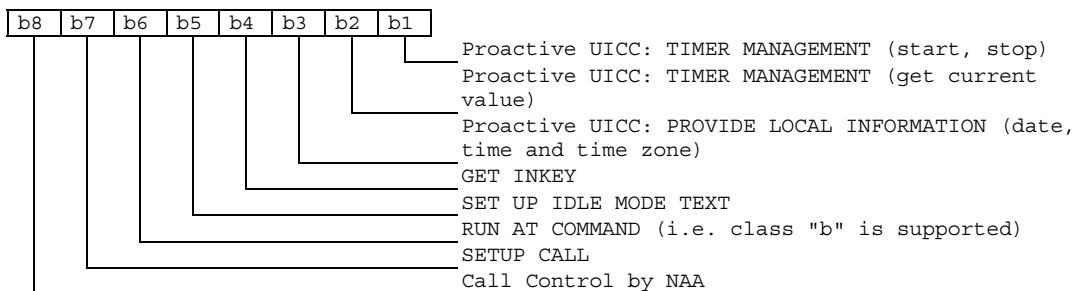 b8 b7 b6 b5 b4 b3 b2 b1
Proactive UICC: TIMER MANAGEMENT (start, stop)
Proactive UICC: TIMER MANAGEMENT (get current
value)
Proactive UICC: PROVIDE LOCAL INFORMATION (date,
time and time zone)
GET INKEY
SET UP IDLE MODE TEXT
RUN AT COMMAND (i.e. class "b" is supported)
SETUP CALL
Call Control by NAA